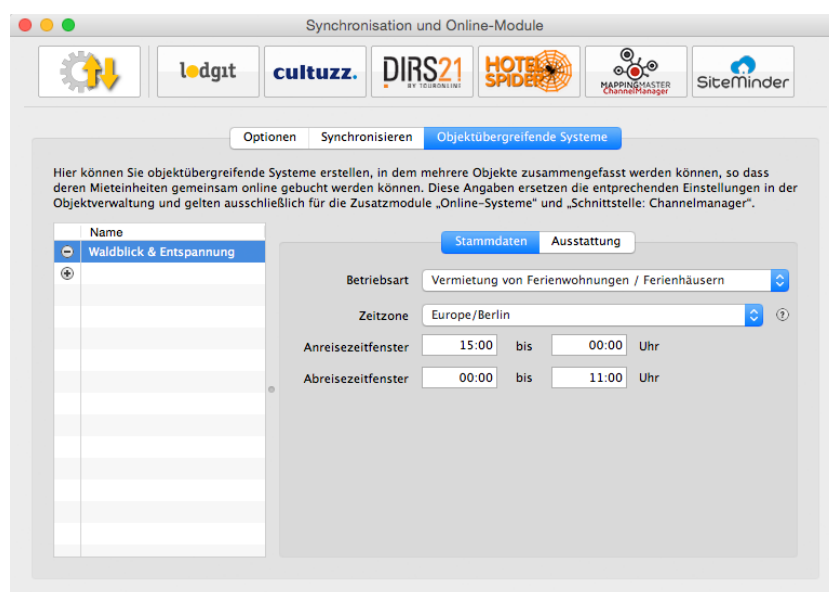 Synchronisation und Online-Module
lodgıt
cultuzz.
DIRS21
BY TOURONLINE
HOTEL
SPIDER
MAPPINGMASTER
ChannelManager
SiteMinder
Optionen Synchronisieren Objektübergreifende Systeme
Hier können Sie objektübergreifende Systeme erstellen, in dem mehrere Objekte zusammengefasst werden können, so dass
deren Mieteinheiten gemeinsam online gebucht werden können. Diese Angaben ersetzen die entprechenden Einstellungen in der
Objektverwaltung und gelten ausschließlich für die Zusatzmodule „Online-Systeme“ und „Schnittstelle: Channelmanager“.
Name
Waldblick & Entspannung
Stammdaten Ausstattung
Betriebsart Vermietung von Ferienwohnungen / Ferienhäusern
Zeitzone Europe/Berlin ?
Anreisezeitfenster 15:00 bis 00:00 Uhr
Abreisezeitfenster 00:00 bis 11:00 Uhr